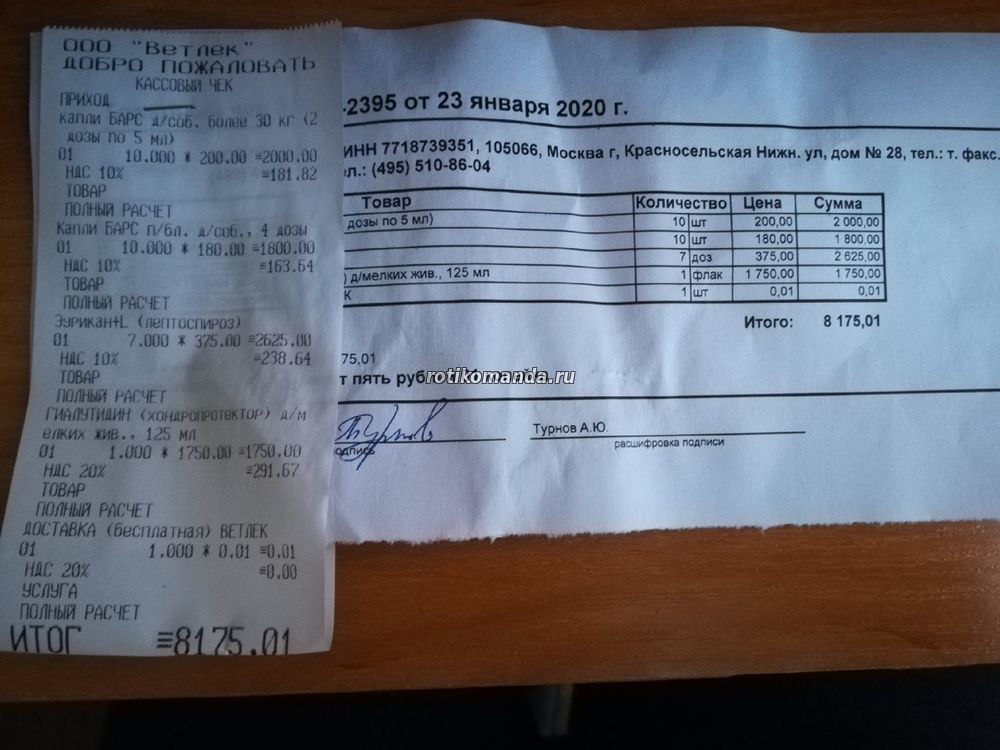 ООО "Ветлек"
ДОБРО ПОЖАЛОВАТЬ
КАССОВЫЙ ЧЕК
ПРИХОД
капли БАРС д/соб. более 30 кг (2
дозы по 5 мл)
01 10.000 * 200.00 ≡2000.00
НДС 10% ≡181.82
ТОВАР
ПОЛНЫЙ РАСЧЕТ
Капли БАРС п/бл. д/соб., 4 дозы
01 10.000 * 180.00 ≡1800.00
НДС 10% ≡163.64
ТОВАР
ПОЛНЫЙ РАСЧЕТ
Эурикан+L (лептоспироз)
01 7.000 * 375.00 ≡2625.00
НДС 10% ≡238.64
ТОВАР
ПОЛНЫЙ РАСЧЕТ
ГИАЛУТИДИН (хондропротектор) д/м
елких жив., 125 мл
01 1.000 * 1750.00 ≡1750.00
НДС 20% ≡291.67
ТОВАР
ПОЛНЫЙ РАСЧЕТ
ДОСТАВКА (бесплатная) ВЕТЛЕК
01 1.000 * 0.01 ≡0.01
НДС 20% ≡0.00
УСЛУГА
ПОЛНЫЙ РАСЧЕТ
ИТОГ ≡8175.01
2395 от 23 января 2020 г.
ИНН 7718739351, 105066, Москва г, Красносельская Нижн. ул, дом № 28, тел.: т. факс.
л.: (495) 510-86-04
Товар Количество Цена Сумма
дозы по 5 мл) 10 шт 200,00 2 000,00
10 шт 180,00 1 800,00
7 доз 375,00 2 625,00
) д/мелких жив., 125 мл 1 флак 1 750,00 1 750,00
К 1 шт 0,01 0,01
Итого: 8 175,01
75,01
т пять руб
rotikomanda.ru
Турнов А.Ю.
одпись расшифровка подписи